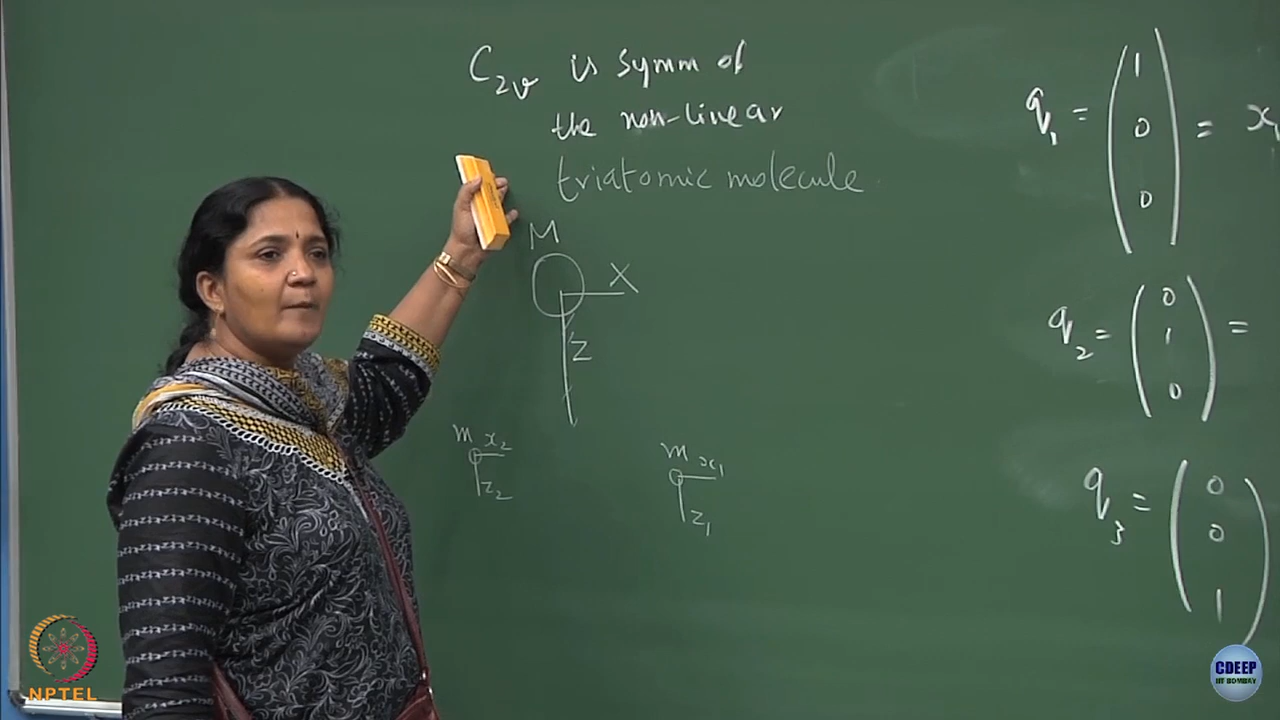 C₂ᵥ is symm of
the non-linear
triatomic molecule
M
X
Z
m x₂
z₂
m x₁
z₁
q₁ = ( 1 0 0 ) = x₁
q₂ = ( 0 1 0 ) =
q₃ = ( 0 0 1 )
NPTEL
CDEEP
IIT BOMBAY